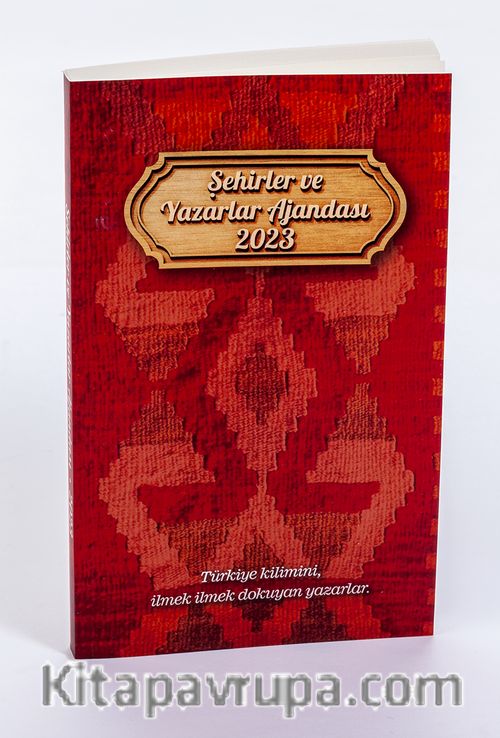 Şehirler ve
Yazarlar Ajandası
2023
Türkiye kilimini,
ilmek ilmek dokuyan yazarlar.
Kitapavrupa.com